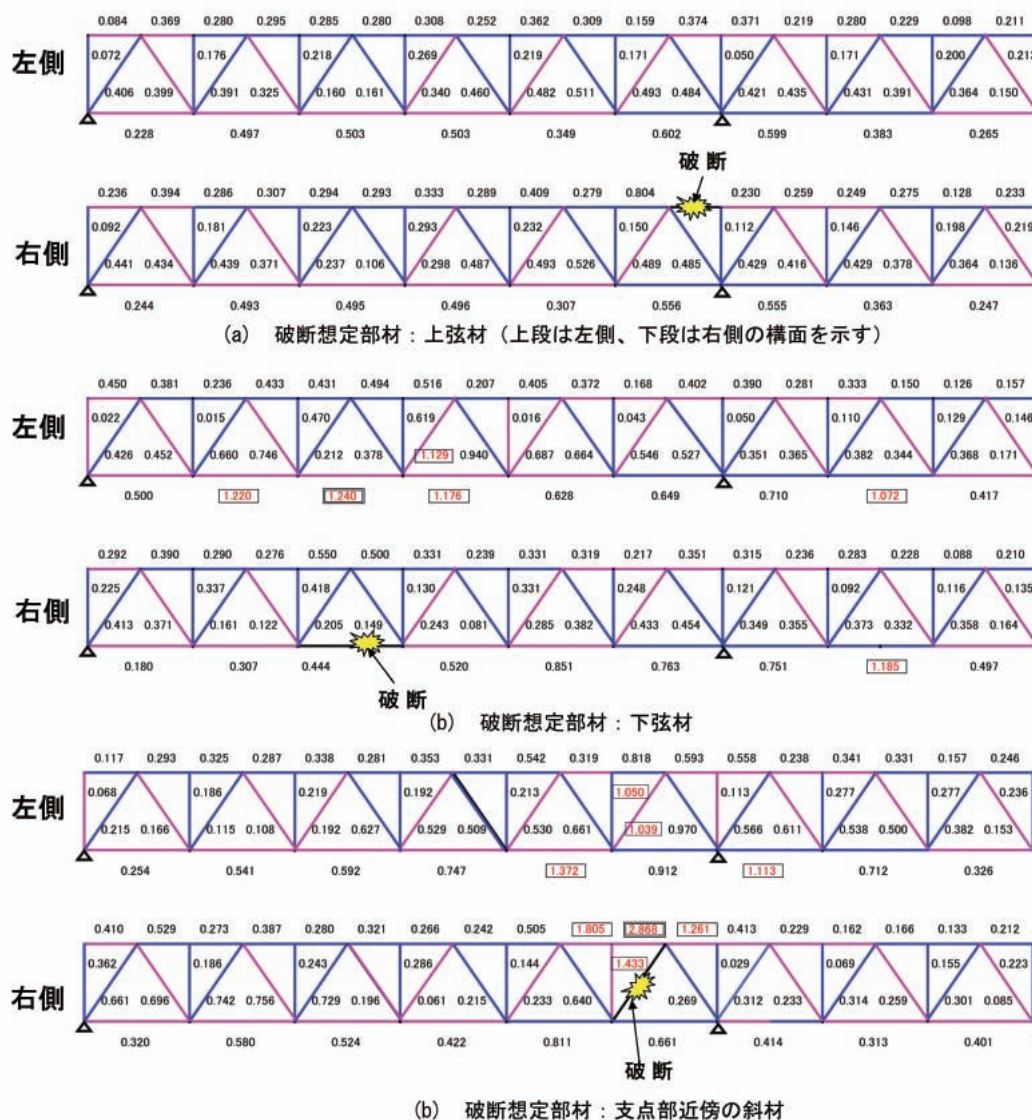 0.084 0.369 0.280 0.295 0.285 0.280 0.308 0.252 0.362 0.309 0.159 0.374 0.371 0.219 0.280 0.229 0.098 0.211
左側
0.072 0.176 0.218 0.269 0.219 0.171 0.050 0.171 0.200 0.213
0.406 0.399 0.391 0.325 0.160 0.161 0.340 0.460 0.482 0.511 0.493 0.484 0.421 0.435 0.431 0.391 0.364 0.150
0.228 0.497 0.503 0.503 0.349 0.602 0.599 0.383 0.265
破 断
0.236 0.394 0.286 0.307 0.294 0.293 0.333 0.289 0.409 0.279 0.804 0.230 0.259 0.249 0.275 0.128 0.233
右側
0.092 0.181 0.223 0.293 0.232 0.150 0.112 0.146 0.198 0.219
0.441 0.434 0.439 0.371 0.237 0.106 0.298 0.487 0.493 0.526 0.489 0.485 0.429 0.416 0.429 0.378 0.364 0.136
0.244 0.493 0.495 0.496 0.307 0.556 0.555 0.363 0.247
(a) 破断想定部材：上弦材（上段は左側、下段は右側の構面を示す）
0.450 0.381 0.236 0.433 0.431 0.494 0.516 0.207 0.405 0.372 0.168 0.402 0.390 0.281 0.333 0.150 0.126 0.157
左側
0.022 0.015 0.470 0.619 0.016 0.043 0.050 0.110 0.129 0.146
0.426 0.452 0.660 0.746 0.212 0.378 1.129 0.940 0.687 0.664 0.546 0.527 0.351 0.365 0.382 0.344 0.368 0.171
0.500 1.220 1.240 1.176 0.628 0.649 0.710 1.072 0.417
0.292 0.390 0.290 0.276 0.550 0.500 0.331 0.239 0.331 0.319 0.217 0.351 0.315 0.236 0.283 0.228 0.088 0.210
右側
0.225 0.337 0.418 0.130 0.331 0.248 0.121 0.092 0.116 0.135
0.413 0.371 0.161 0.122 0.205 0.149 0.243 0.081 0.285 0.382 0.433 0.454 0.349 0.355 0.373 0.332 0.358 0.164
0.180 0.307 0.444 0.520 0.851 0.763 0.751 1.185 0.497
破 断
(b) 破断想定部材：下弦材
0.117 0.293 0.325 0.287 0.338 0.281 0.353 0.331 0.542 0.319 0.818 0.593 0.558 0.238 0.341 0.331 0.157 0.246
左側
0.068 0.186 0.219 0.192 0.213 1.050 0.113 0.277 0.277 0.236
0.215 0.166 0.115 0.108 0.192 0.627 0.529 0.509 0.530 0.661 1.039 0.970 0.566 0.611 0.538 0.500 0.382 0.153
0.254 0.541 0.592 0.747 1.372 0.912 1.113 0.712 0.326
0.410 0.529 0.273 0.387 0.280 0.321 0.266 0.242 0.505 1.805 2.868 1.261 0.413 0.229 0.162 0.166 0.133 0.212
右側
0.362 0.186 0.243 0.286 0.144 1.433 0.029 0.069 0.155 0.223
0.661 0.696 0.742 0.756 0.729 0.196 0.061 0.215 0.233 0.640 0.269 0.312 0.233 0.314 0.259 0.301 0.085
0.320 0.580 0.524 0.422 0.811 0.661 0.414 0.313 0.401
破 断
(b) 破断想定部材：支点部近傍の斜材